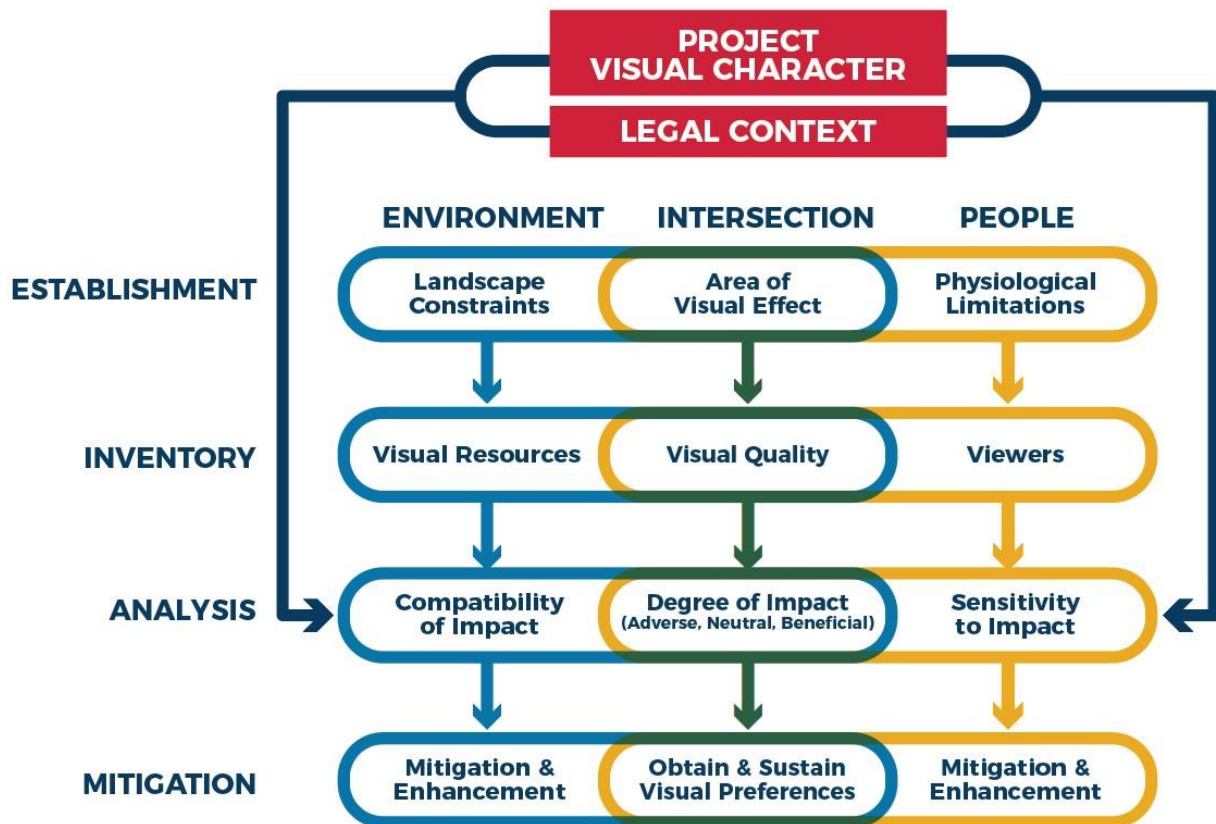 PROJECT
VISUAL CHARACTER
LEGAL CONTEXT
ENVIRONMENT
INTERSECTION
PEOPLE
ESTABLISHMENT
Landscape
Constraints
Area of
Visual Effect
Physiological
Limitations
INVENTORY
Visual Resources
Visual Quality
Viewers
ANALYSIS
Compatibility
of Impact
Degree of Impact
(Adverse, Neutral, Beneficial)
Sensitivity
to Impact
MITIGATION
Mitigation &
Enhancement
Obtain & Sustain
Visual Preferences
Mitigation &
Enhancement